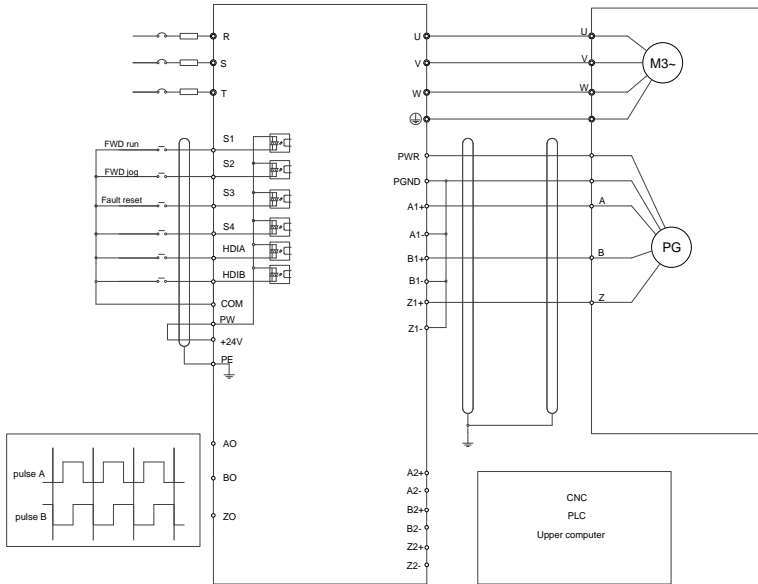 R
S
T
U
V
W
U
V
W
M3~
FWD run
S1
FWD jog
S2
Fault reset
S3
S4
HDIA
HDIB
COM
PW
+24V
PE
PWR
PGND
A1+
A1-
B1+
B1-
Z1+
Z1-
A
B
Z
PG
AO
BO
ZO
pulse A
pulse B
A2+
A2-
B2+
B2-
Z2+
Z2-
CNC
PLC
Upper computer